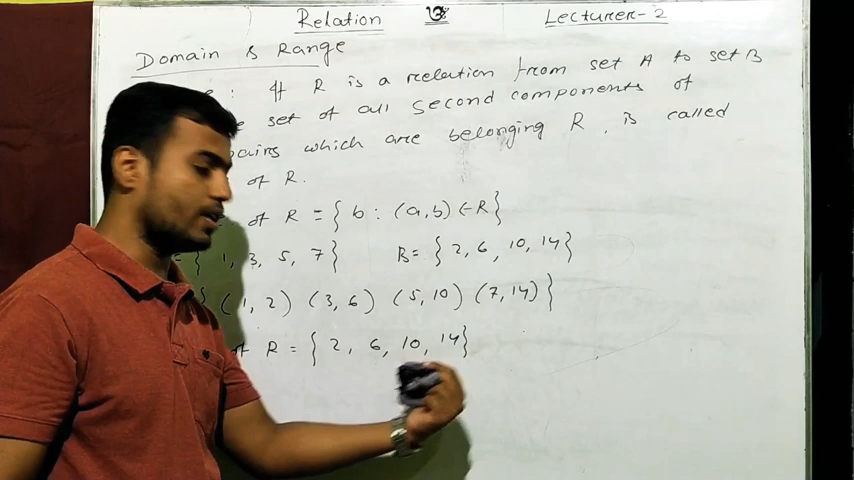 Relation
Lecturer-2
Domain & Range
: If R is a relation from set A to set B
set of all second components of
pairs which are belonging R, is called
of R.
of R = { b : (a,b) ∈ R}
= { 1, 3, 5, 7 } B = { 2, 6, 10, 14 }
(1, 2) (3, 6) (5, 10) (7, 14) }
of R = { 2, 6, 10, 14}